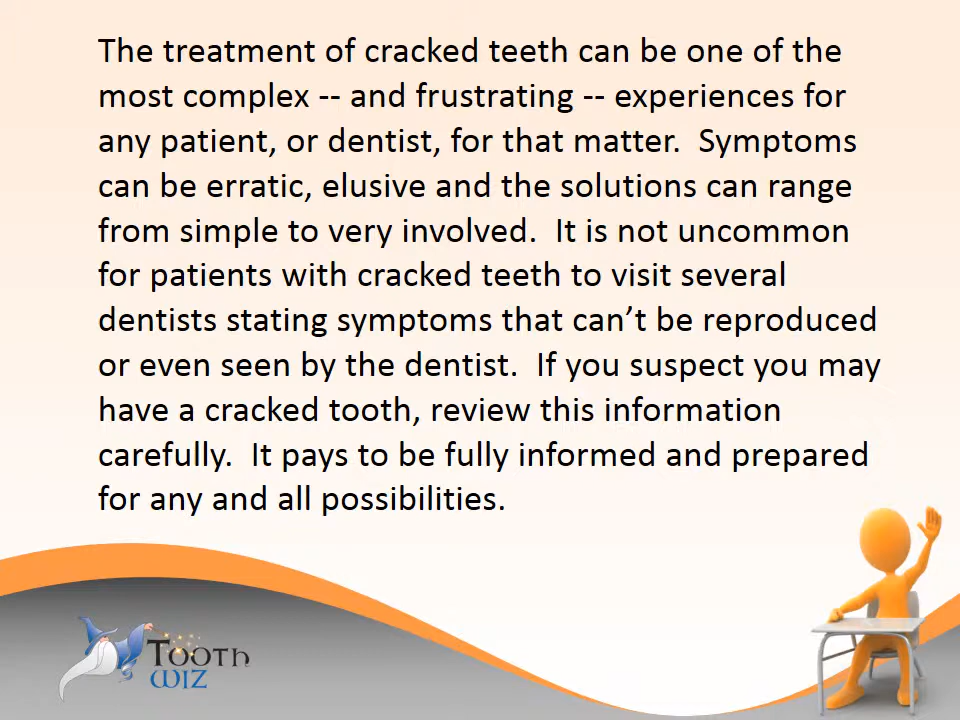 The treatment of cracked teeth can be one of the
most complex -- and frustrating -- experiences for
any patient, or dentist, for that matter.  Symptoms
can be erratic, elusive and the solutions can range
from simple to very involved.  It is not uncommon
for patients with cracked teeth to visit several
dentists stating symptoms that can’t be reproduced
or even seen by the dentist.  If you suspect you may
have a cracked tooth, review this information
carefully.  It pays to be fully informed and prepared
for any and all possibilities.
Tooth
WIZ